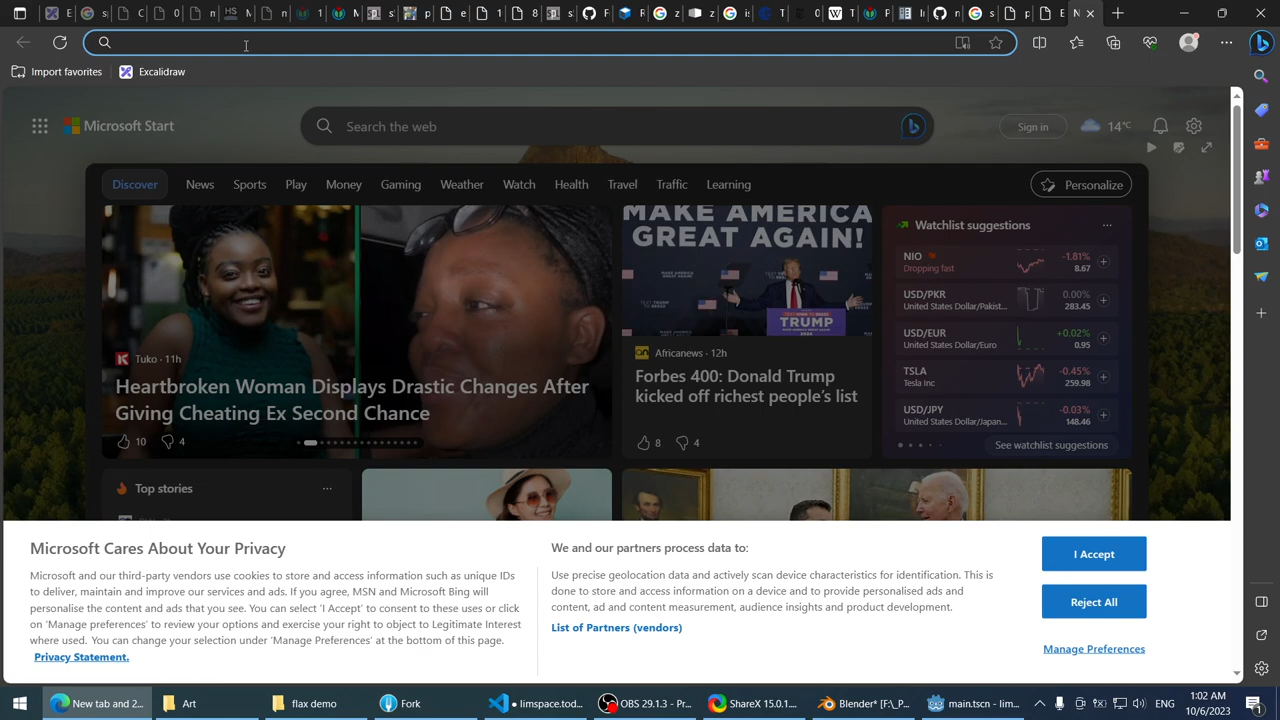 Import favorites
Excalidraw
Microsoft Start
Search the web
Sign in
14°C
Discover
News
Sports
Play
Money
Gaming
Weather
Watch
Health
Travel
Traffic
Learning
Personalize
Tuko · 11h
Heartbroken Woman Displays Drastic Changes After
Giving Cheating Ex Second Chance
10
4
MAKE AMERICA
GREAT AGAIN!
TRUMP
Africanews · 12h
Forbes 400: Donald Trump
kicked off richest people's list
8
4
Watchlist suggestions
NIO
-1.81%
Dropping fast
8.67
USD/PKR
0.00%
United States Dollar/Pakist...
283.45
USD/EUR
+0.02%
United States Dollar/Euro
0.95
TSLA
-0.45%
Tesla Inc
259.98
USD/JPY
-0.03%
United States Dollar/Japan...
148.46
See watchlist suggestions
Top stories
Microsoft Cares About Your Privacy
Microsoft and our third-party vendors use cookies to store and access information such as unique IDs
to deliver, maintain and improve our services and ads. If you agree, MSN and Microsoft Bing will
personalise the content and ads that you see. You can select 'I Accept' to consent to these uses or click
on 'Manage preferences' to review your options and exercise your right to object to Legitimate Interest
where used. You can change your selection under 'Manage Preferences' at the bottom of this page.
Privacy Statement.
We and our partners process data to:
Use precise geolocation data and actively scan device characteristics for identification. This is
done to store and access information on a device and to provide personalised ads and
content, ad and content measurement, audience insights and product development.
List of Partners (vendors)
I Accept
Reject All
Manage Preferences
New tab and 2...
Art
flax demo
Fork
• limspace.tod...
OBS 29.1.3 - Pr...
ShareX 15.0.1....
Blender* [F:\_P...
main.tscn - lim...
ENG
1:02 AM
10/6/2023